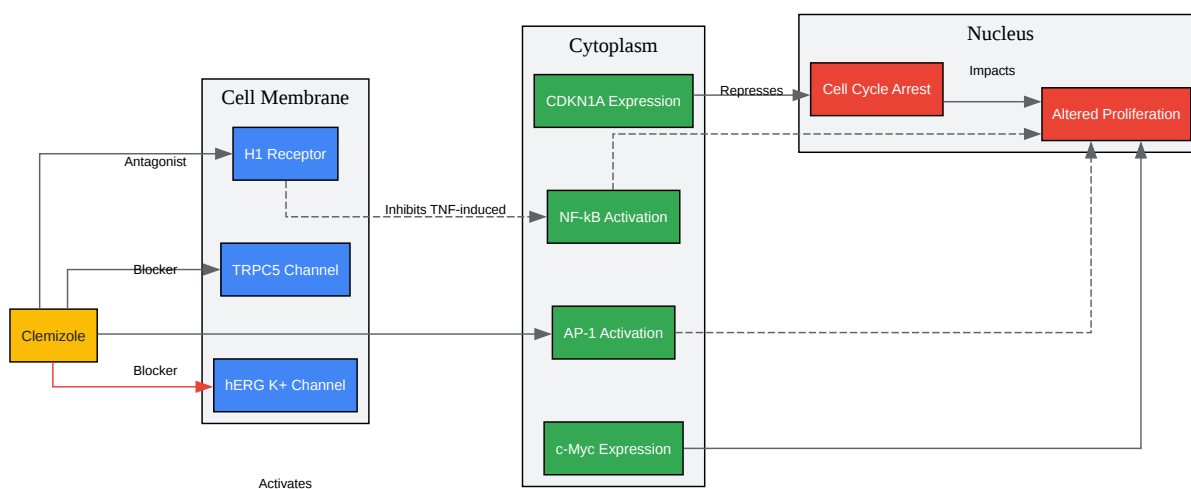 Nucleus
Cytoplasm
Cell Membrane
CDKN1A Expression
Represses
Cell Cycle Arrest
Impacts
Altered Proliferation
H1 Receptor
Antagonist
Inhibits TNF-induced
NF-kB Activation
Blocker
TRPC5 Channel
Clemizole
AP-1 Activation
Blocker
hERG K+ Channel
c-Myc Expression
Activates